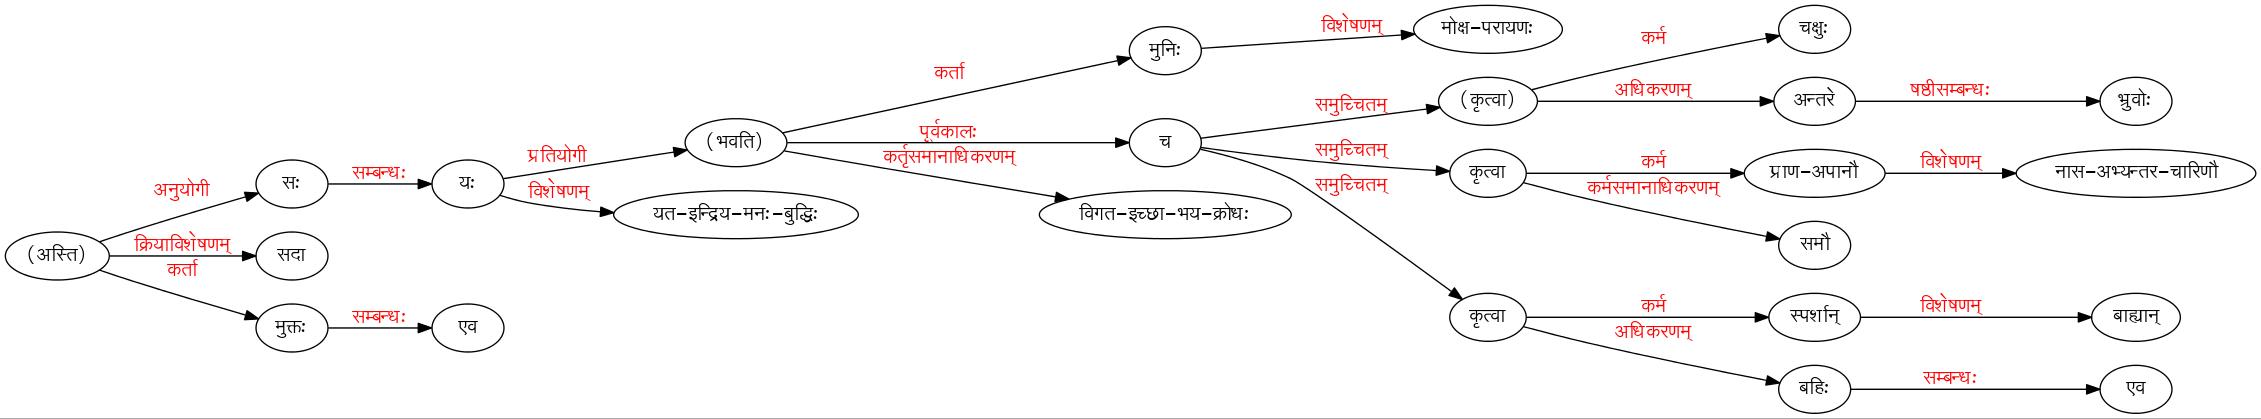 (अस्ति)
अनुयोगी
सः
सम्बन्धः
यः
प्रतियोगी
(भवति)
कर्ता
मुनिः
विशेषणम्
मोक्ष-परायणः
पूर्वकालः
च
समुच्चितम्
(कृत्वा)
कर्म
चक्षुः
अधिकरणम्
अन्तरे
षष्ठीसम्बन्धः
भ्रुवोः
समुच्चितम्
कृत्वा
कर्म
प्राण-अपानौ
विशेषणम्
नास-अभ्यन्तर-चारिणौ
कर्मसमानाधिकरणम्
समौ
समुच्चितम्
कृत्वा
कर्म
स्पर्शान्
विशेषणम्
बाह्यान्
अधिकरणम्
बहिः
सम्बन्धः
एव
कर्तृसमानाधिकरणम्
विगत-इच्छा-भय-क्रोधः
विशेषणम्
यत-इन्द्रिय-मनः-बुद्धिः
क्रियाविशेषणम्
सदा
कर्ता
मुक्तः
सम्बन्धः
एव